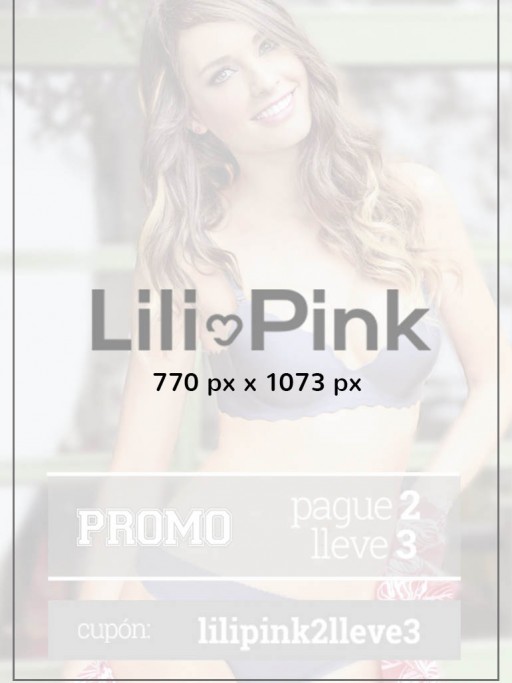 Lili Pink
770 px x 1073 px
PROMO
pague 2
lleve 3
cupón: lilipink2lleve3